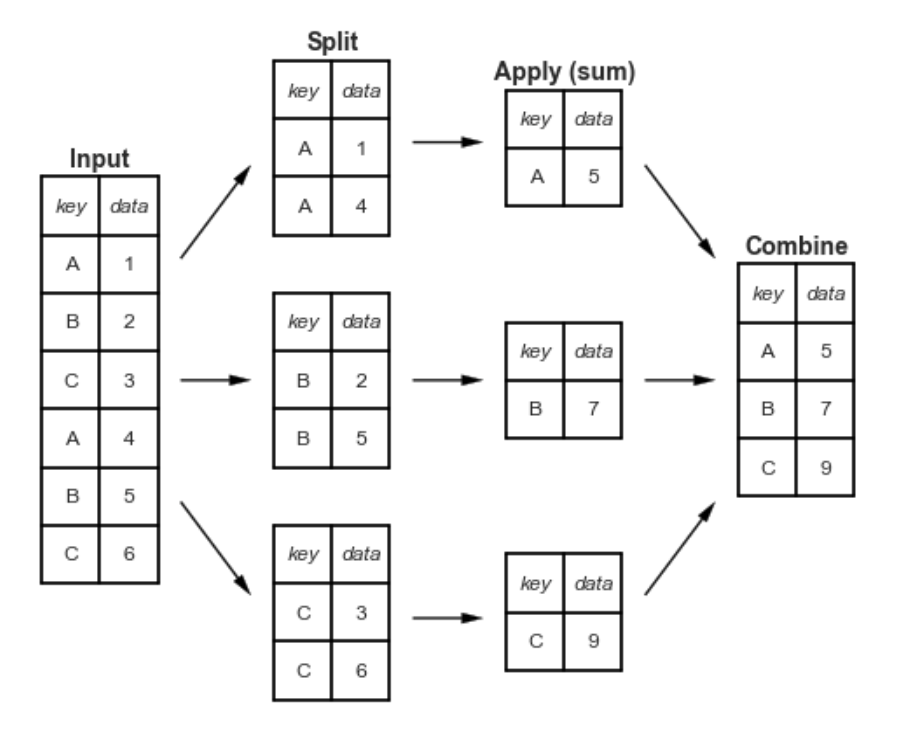 Input
key data
A 1
B 2
C 3
A 4
B 5
C 6
Split
key data
A 1
A 4
key data
B 2
B 5
key data
C 3
C 6
Apply (sum)
key data
A 5
key data
B 7
key data
C 9
Combine
key data
A 5
B 7
C 9